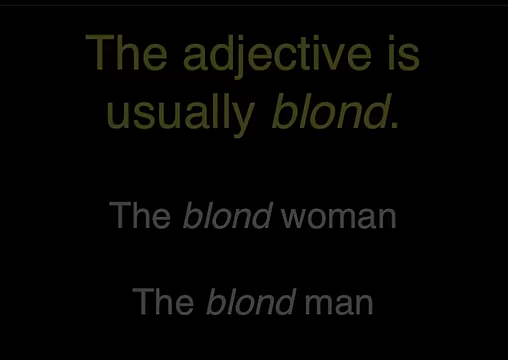 The adjective is
usually blond.
The blond woman
The blond man